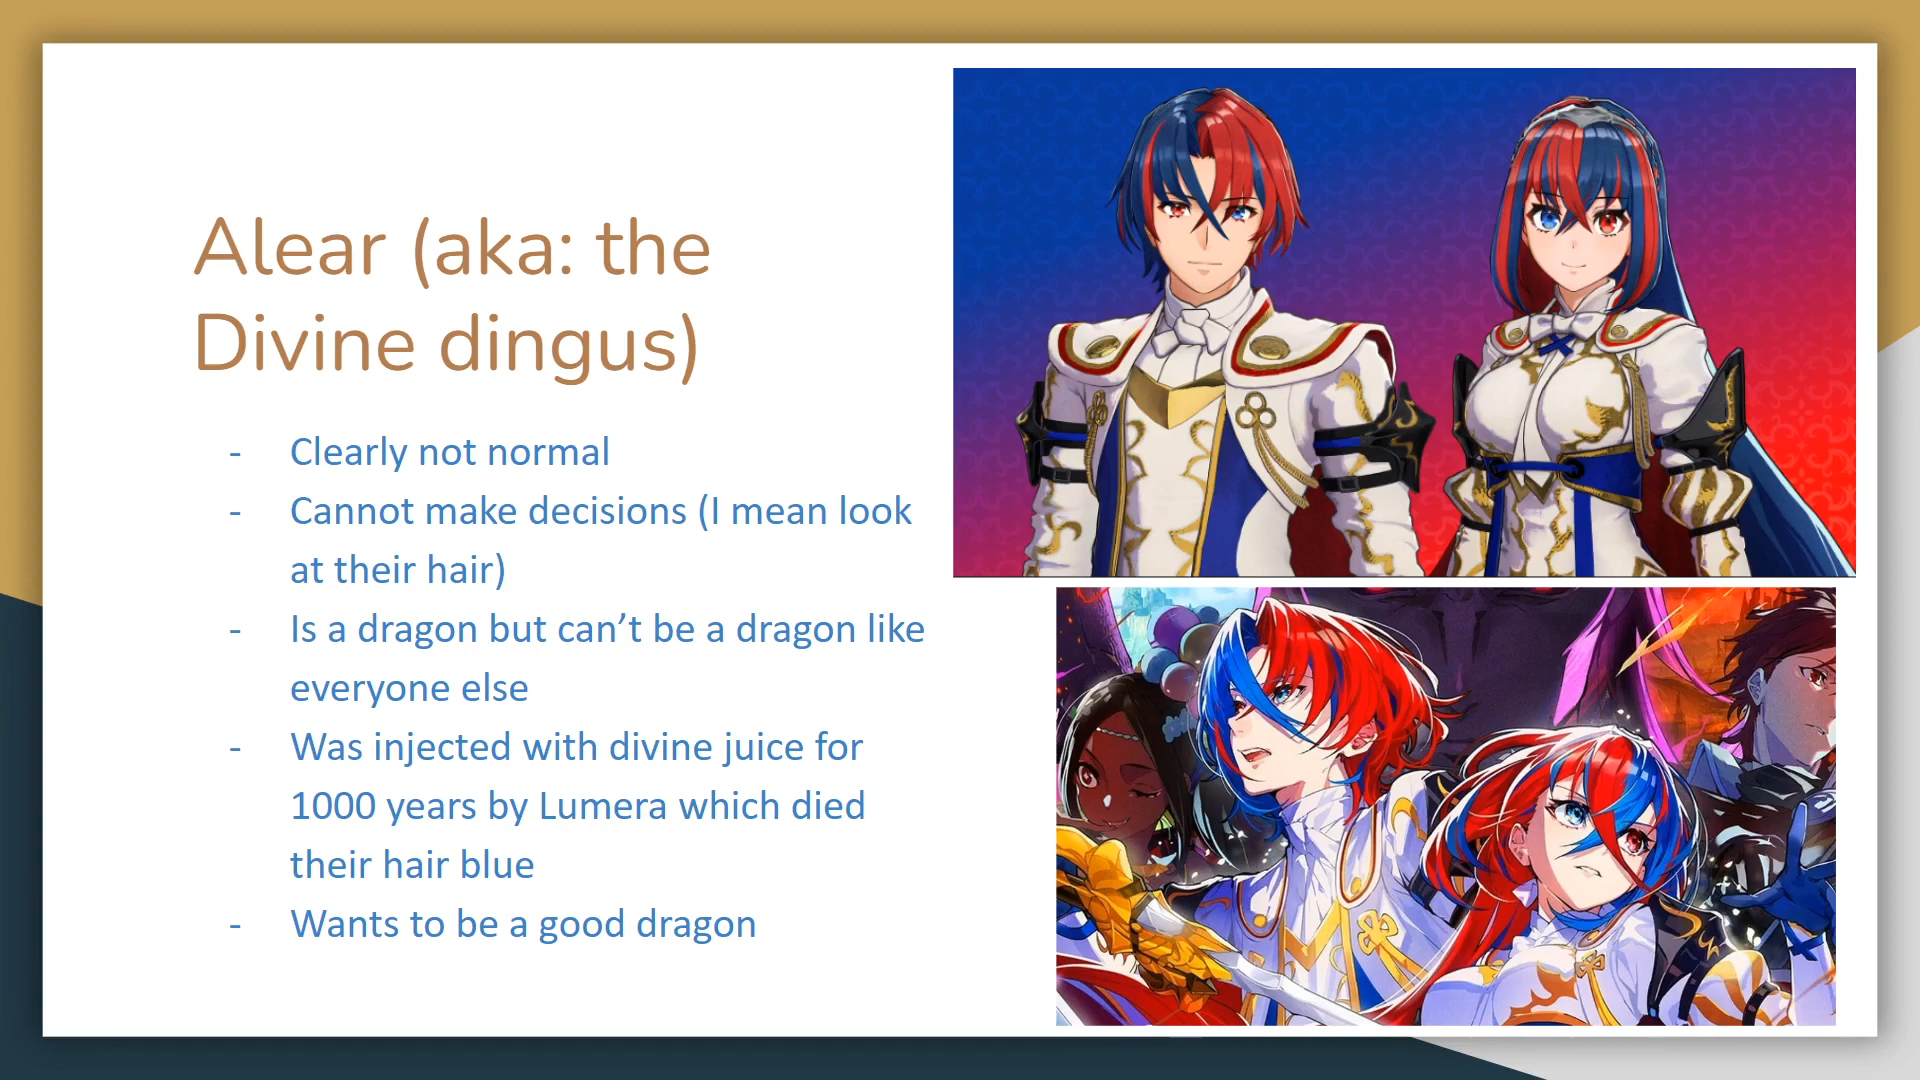 Alear (aka: the
Divine dingus)
- Clearly not normal
- Cannot make decisions (I mean look
at their hair)
- Is a dragon but can’t be a dragon like
everyone else
- Was injected with divine juice for
1000 years by Lumera which died
their hair blue
- Wants to be a good dragon